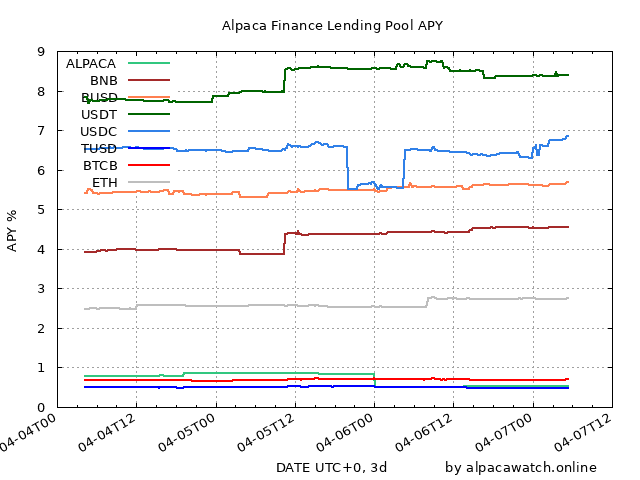 Alpaca Finance Lending Pool APY
9
8
7
6
5
4
3
2
1
0
APY %
ALPACA
BNB
BUSD
USDT
USDC
TUSD
BTCB
ETH
04-04T00
04-04T12
04-05T00
04-05T12
04-06T00
04-06T12
04-07T00
04-07T12
DATE UTC+0, 3d
by alpacawatch.online